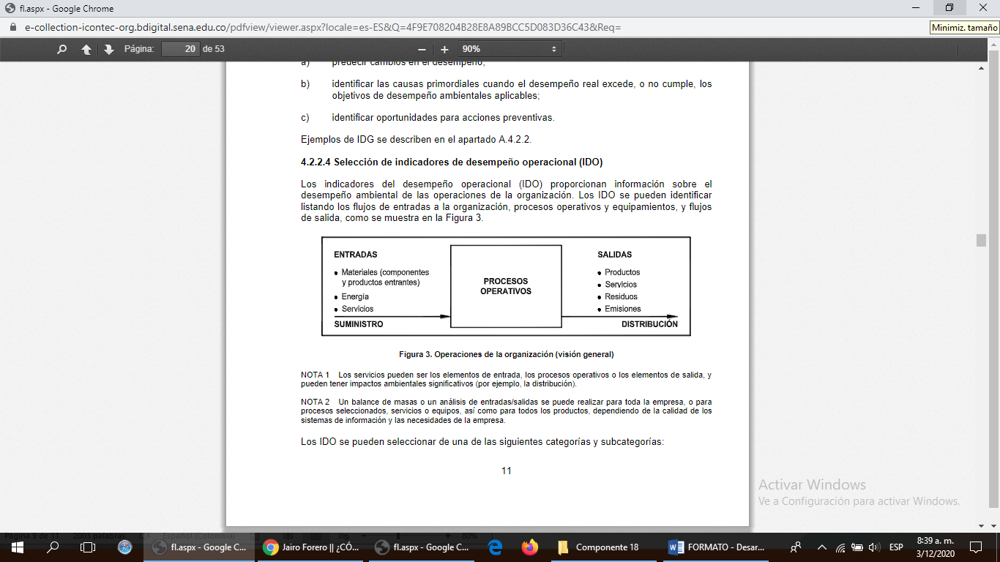 fl.aspx - Google Chrome
e-collection-icontec-org.bdigital.sena.edu.co/pdfview/viewer.aspx?locale=es-ES&Q=4F9E708204B28E8A89BCC5D083D36C43&Req=
Minimiz. tamaño
Página: 20 de 53
90%
a) predecir cambios en el desempeño;
b) identificar las causas primordiales cuando el desempeño real excede, o no cumple, los
objetivos de desempeño ambientales aplicables;
c) identificar oportunidades para acciones preventivas.
Ejemplos de IDG se describen en el apartado A.4.2.2.
4.2.2.4 Selección de indicadores de desempeño operacional (IDO)
Los indicadores del desempeño operacional (IDO) proporcionan información sobre el
desempeño ambiental de las operaciones de la organización. Los IDO se pueden identificar
listando los flujos de entradas a la organización, procesos operativos y equipamientos, y flujos
de salida, como se muestra en la Figura 3.
ENTRADAS
• Materiales (componentes
y productos entrantes)
• Energía
• Servicios
SUMINISTRO
PROCESOS
OPERATIVOS
SALIDAS
• Productos
• Servicios
• Residuos
• Emisiones
DISTRIBUCIÓN
Figura 3. Operaciones de la organización (visión general)
NOTA 1 Los servicios pueden ser los elementos de entrada, los procesos operativos o los elementos de salida, y
pueden tener impactos ambientales significativos (por ejemplo, la distribución).
NOTA 2 Un balance de masas o un análisis de entradas/salidas se puede realizar para toda la empresa, o para
procesos seleccionados, servicios o equipos, así como para todos los productos, dependiendo de la calidad de los
sistemas de información y las necesidades de la empresa.
Los IDO se pueden seleccionar de una de las siguientes categorías y subcategorías:
11
Activar Windows
Ve a Configuración para activar Windows.
Página 9 de 11 2003 palabras Español (Colombia) 80%
fl.aspx - Google C...
Jairo Forero || ¿CÓ...
fl.aspx - Google C...
Componente 18
FORMATO - Desar...
ESP
8:39 a. m.
3/12/2020